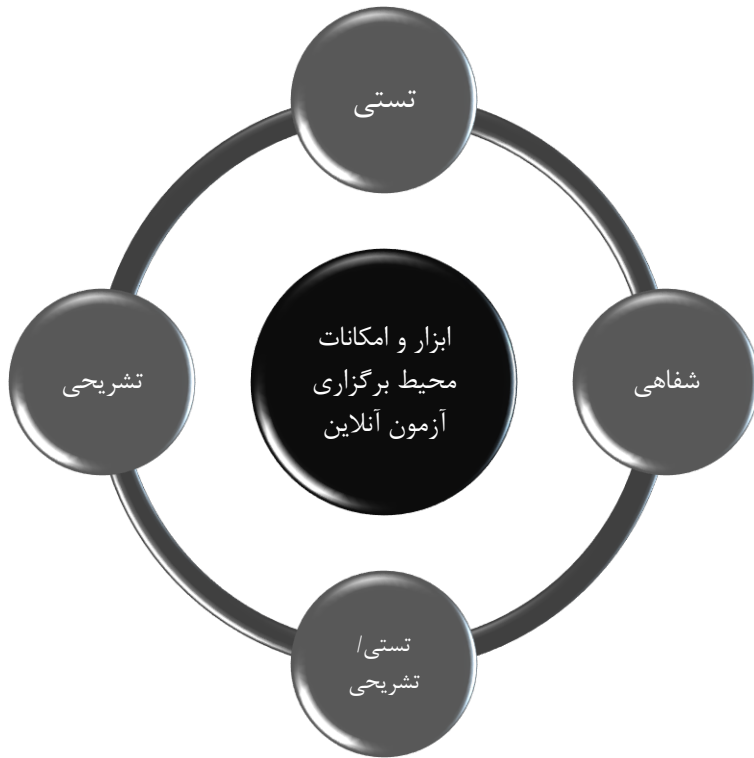 تستی
شفاهی
ابزار و امکانات
محیط برگزاری
آزمون آنلاین
تشریحی
تستی/
تشریحی